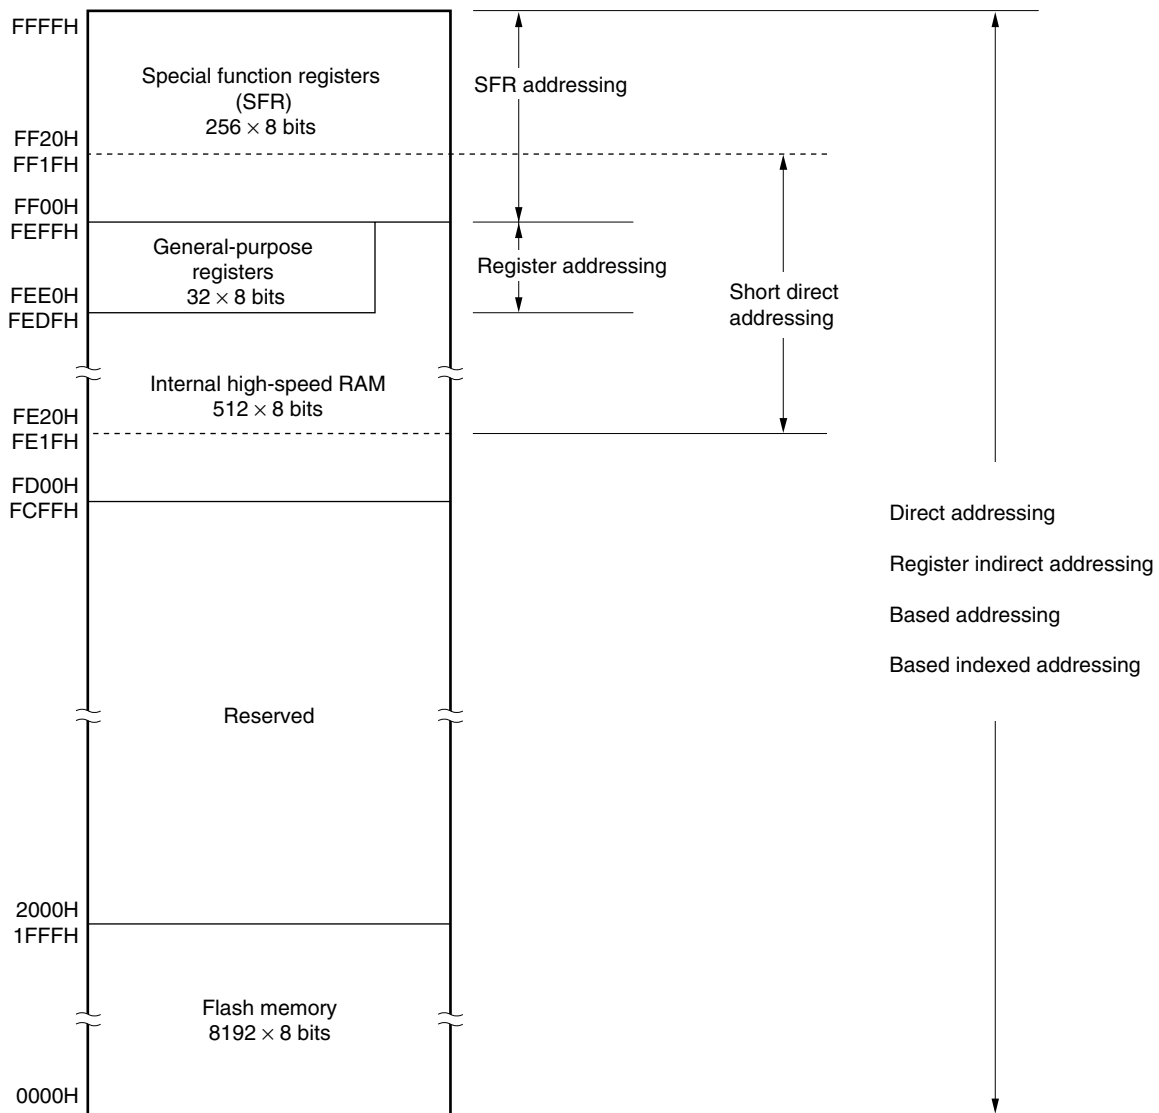 FFFFH
Special function registers
(SFR)
256 × 8 bits
SFR addressing
FF20H
FF1FH
FF00H
FEFFH
General-purpose
registers
32 × 8 bits
Register addressing
FEE0H
FEDFH
Short direct
addressing
Internal high-speed RAM
512 × 8 bits
FE20H
FE1FH
FD00H
FCFFH
Direct addressing
Register indirect addressing
Based addressing
Based indexed addressing
Reserved
2000H
1FFFH
Flash memory
8192 × 8 bits
0000H